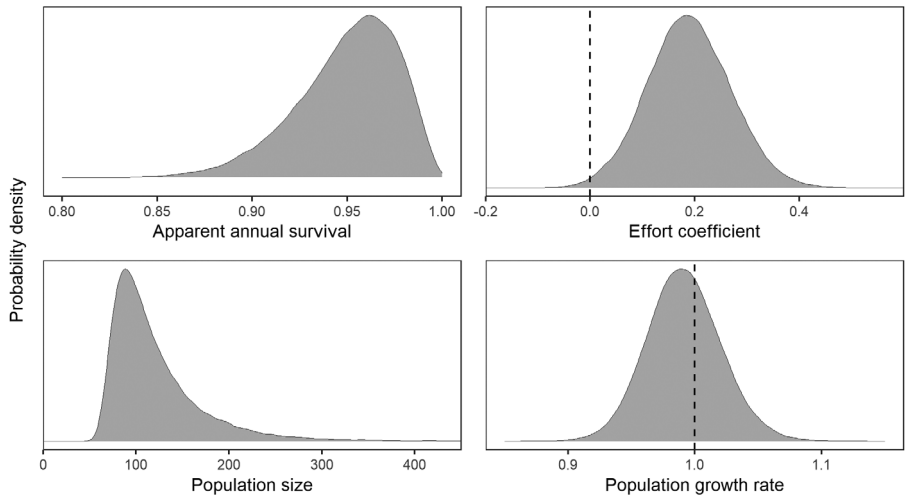 Probability density
0.80 0.85 0.90 0.95 1.00
Apparent annual survival
-0.2 0.0 0.2 0.4
Effort coefficient
0 100 200 300 400
Population size
0.9 1.0 1.1
Population growth rate